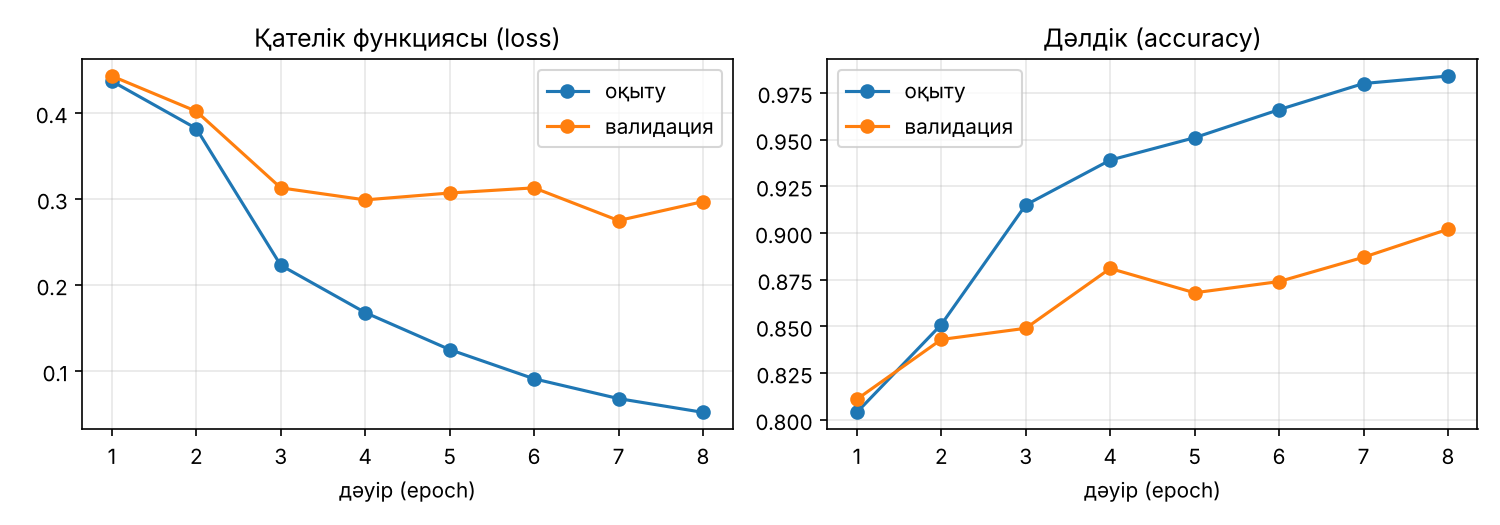 Қателік функциясы (loss)
0.4
0.3
0.2
0.1
оқыту
валидация
1 2 3 4 5 6 7 8
дәуір (epoch)
Дәлдік (accuracy)
0.975
0.950
0.925
0.900
0.875
0.850
0.825
0.800
оқыту
валидация
1 2 3 4 5 6 7 8
дәуір (epoch)